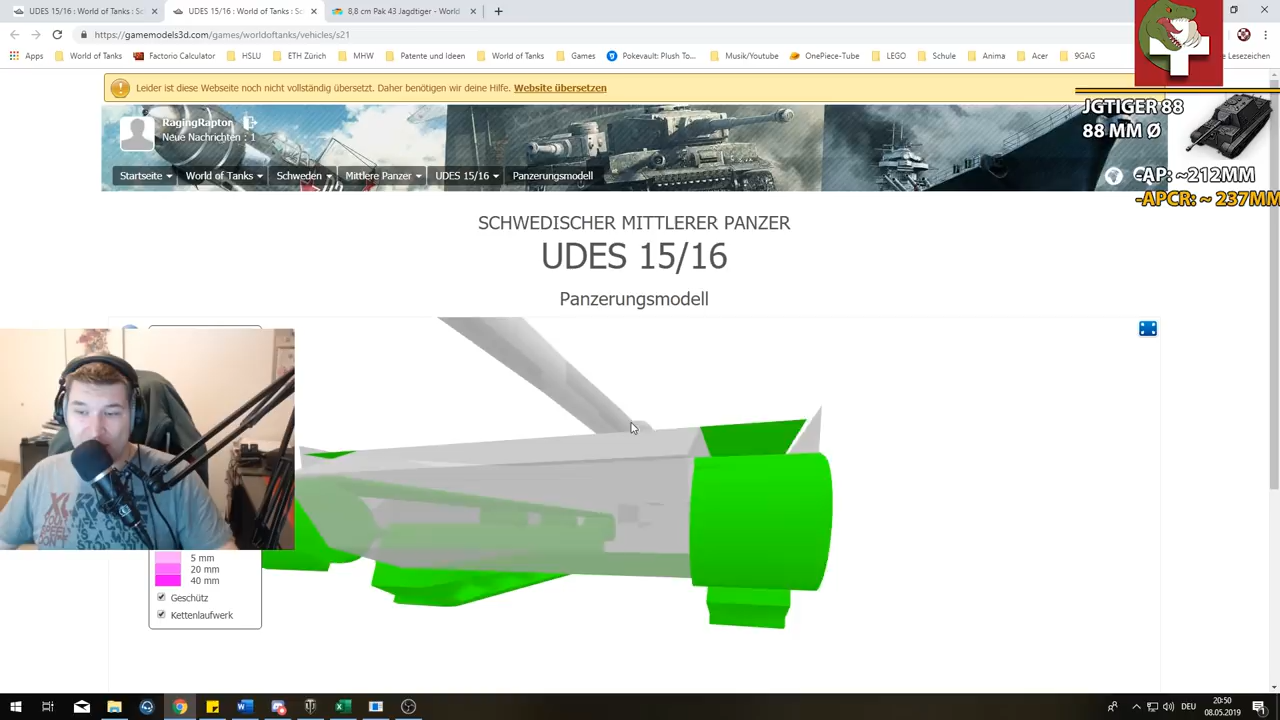 UDES 15/16 : World of Tanks : Sc
UDES 15/16 : World of Tanks : Sc
8,8 cm Pak 43 Jagdtiger - World
https://gamemodels3d.com/games/worldoftanks/vehicles/s21
Apps
World of Tanks
Factorio Calculator
HSLU
ETH Zürich
MHW
Patente und Ideen
World of Tanks
Games
Pokevault: Plush To...
Musik/Youtube
OnePiece-Tube
LEGO
Schule
Anima
Acer
9GAG
Lesezeichen
Leider ist diese Webseite noch nicht vollständig übersetzt. Daher benötigen wir deine Hilfe. Website übersetzen
RagingRaptor
Neue Nachrichten : 1
JGTIGER 88
88 MM Ø
-AP: ~212MM
-APCR: ~ 237MM
Startseite
World of Tanks
Schweden
Mittlere Panzer
UDES 15/16
Panzerungsmodell
SCHWEDISCHER MITTLERER PANZER
UDES 15/16
Panzerungsmodell
5 mm
20 mm
40 mm
Geschütz
Kettenlaufwerk
DEU
20:50
08.05.2019